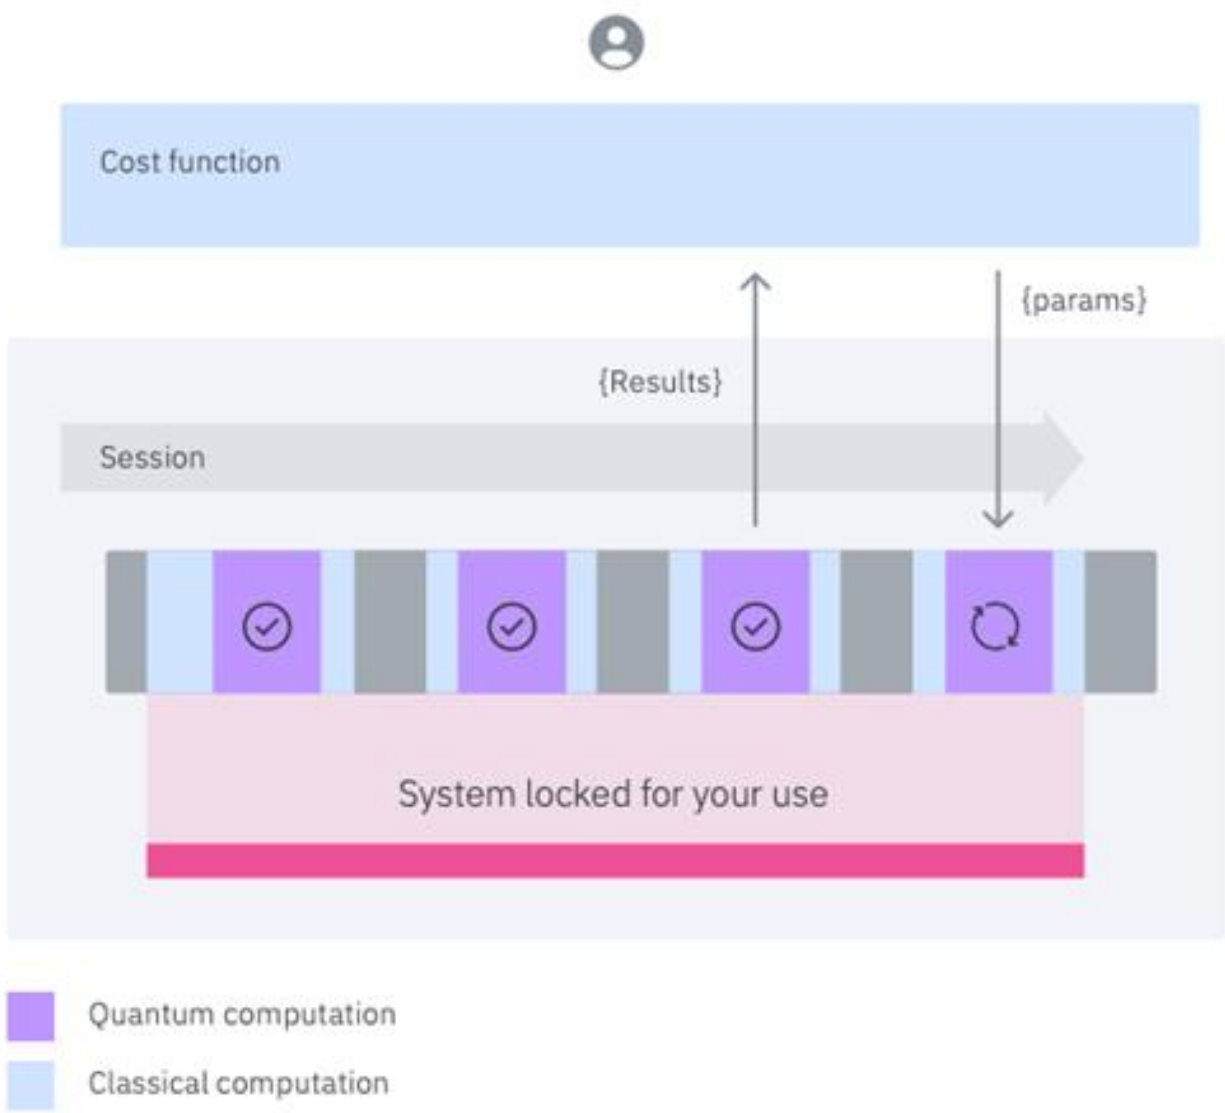 Cost function
{params}
{Results}
Session
System locked for your use
Quantum computation
Classical computation